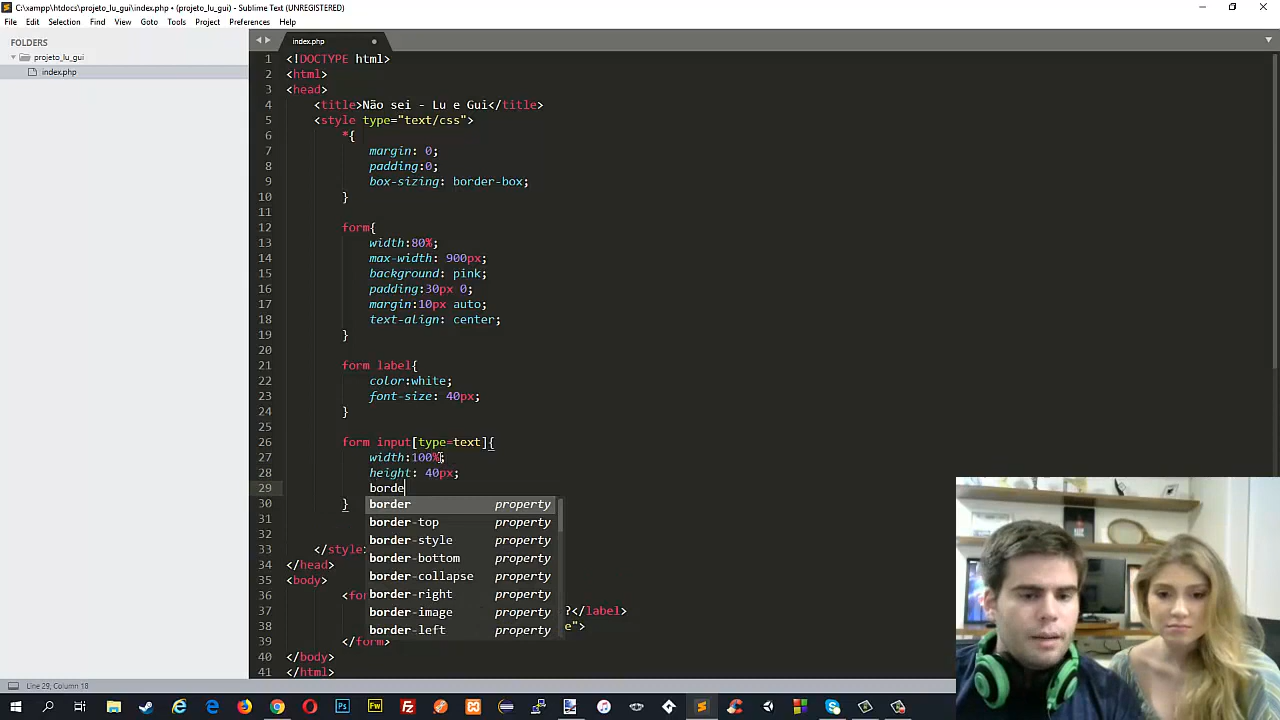 C:\xampp\htdocs\projeto_lu_gui\index.php • (projeto_lu_gui) - Sublime Text (UNREGISTERED)
File Edit Selection Find View Goto Tools Project Preferences Help
FOLDERS
projeto_lu_gui
index.php
index.php
1 <!DOCTYPE html>
2 <html>
3 <head>
4 <title>Não sei - Lu e Gui</title>
5 <style type="text/css">
6 *{
7 margin: 0;
8 padding:0;
9 box-sizing: border-box;
10 }
11
12 form{
13 width:80%;
14 max-width: 900px;
15 background: pink;
16 padding:30px 0;
17 margin:10px auto;
18 text-align: center;
19 }
20
21 form label{
22 color:white;
23 font-size: 40px;
24 }
25
26 form input[type=text]{
27 width:100%;
28 height: 40px;
29 borde
30 }
31
32
33 </style
34 </head>
35 <body>
36 <fo
37 ?</label>
38 e">
39 </form>
40 </body>
41 </html>
border property
border-top property
border-style property
border-bottom property
border-collapse property
border-right property
border-image property
border-left property
Line 29, Column 18